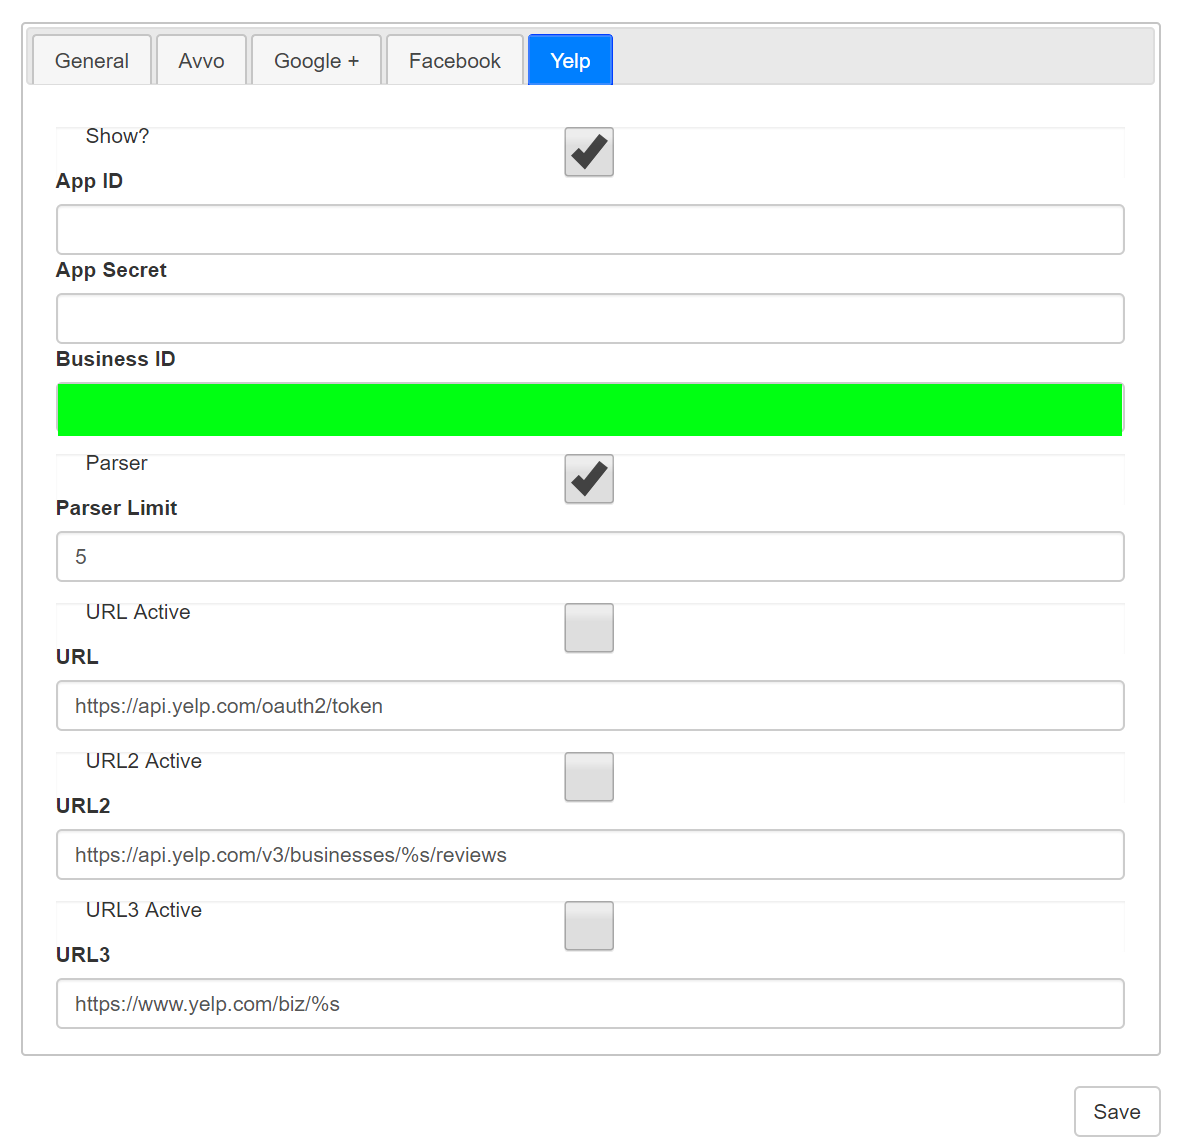 General Avvo Google + Facebook Yelp
Show?
App ID
App Secret
Business ID
Parser
Parser Limit
5
URL Active
URL
https://api.yelp.com/oauth2/token
URL2 Active
URL2
https://api.yelp.com/v3/businesses/%s/reviews
URL3 Active
URL3
https://www.yelp.com/biz/%s
Save